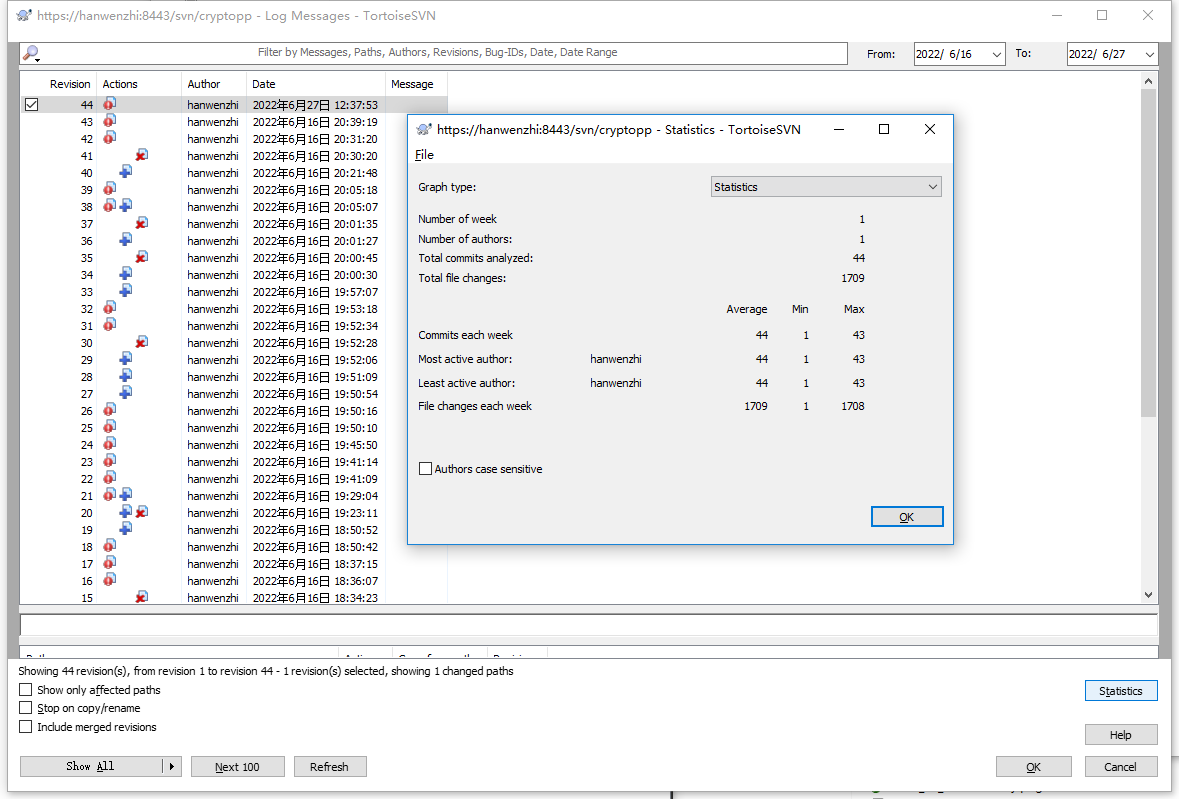 https://hanwenzhi:8443/svn/cryptopp - Log Messages - TortoiseSVN
Filter by Messages, Paths, Authors, Revisions, Bug-IDs, Date, Date Range
From: 2022/ 6/16 To: 2022/ 6/27
Revision Actions Author Date Message
44 hanwenzhi 2022年6月27日 12:37:53
43 hanwenzhi 2022年6月16日 20:39:19
42 hanwenzhi 2022年6月16日 20:31:20
41 hanwenzhi 2022年6月16日 20:30:20
40 hanwenzhi 2022年6月16日 20:21:48
39 hanwenzhi 2022年6月16日 20:05:18
38 hanwenzhi 2022年6月16日 20:05:07
37 hanwenzhi 2022年6月16日 20:01:35
36 hanwenzhi 2022年6月16日 20:01:27
35 hanwenzhi 2022年6月16日 20:00:45
34 hanwenzhi 2022年6月16日 20:00:30
33 hanwenzhi 2022年6月16日 19:57:07
32 hanwenzhi 2022年6月16日 19:53:18
31 hanwenzhi 2022年6月16日 19:52:34
30 hanwenzhi 2022年6月16日 19:52:28
29 hanwenzhi 2022年6月16日 19:52:06
28 hanwenzhi 2022年6月16日 19:51:09
27 hanwenzhi 2022年6月16日 19:50:54
26 hanwenzhi 2022年6月16日 19:50:16
25 hanwenzhi 2022年6月16日 19:50:10
24 hanwenzhi 2022年6月16日 19:45:50
23 hanwenzhi 2022年6月16日 19:41:14
22 hanwenzhi 2022年6月16日 19:41:09
21 hanwenzhi 2022年6月16日 19:29:04
20 hanwenzhi 2022年6月16日 19:23:11
19 hanwenzhi 2022年6月16日 18:50:52
18 hanwenzhi 2022年6月16日 18:50:42
17 hanwenzhi 2022年6月16日 18:37:15
16 hanwenzhi 2022年6月16日 18:36:07
15 hanwenzhi 2022年6月16日 18:34:23
https://hanwenzhi:8443/svn/cryptopp - Statistics - TortoiseSVN
File
Graph type: Statistics
Number of week 1
Number of authors: 1
Total commits analyzed: 44
Total file changes: 1709
Average Min Max
Commits each week 44 1 43
Most active author: hanwenzhi 44 1 43
Least active author: hanwenzhi 44 1 43
File changes each week 1709 1 1708
Authors case sensitive
OK
Showing 44 revision(s), from revision 1 to revision 44 - 1 revision(s) selected, showing 1 changed paths
Show only affected paths
Statistics
Stop on copy/rename
Include merged revisions
Help
Show All Next 100 Refresh OK Cancel